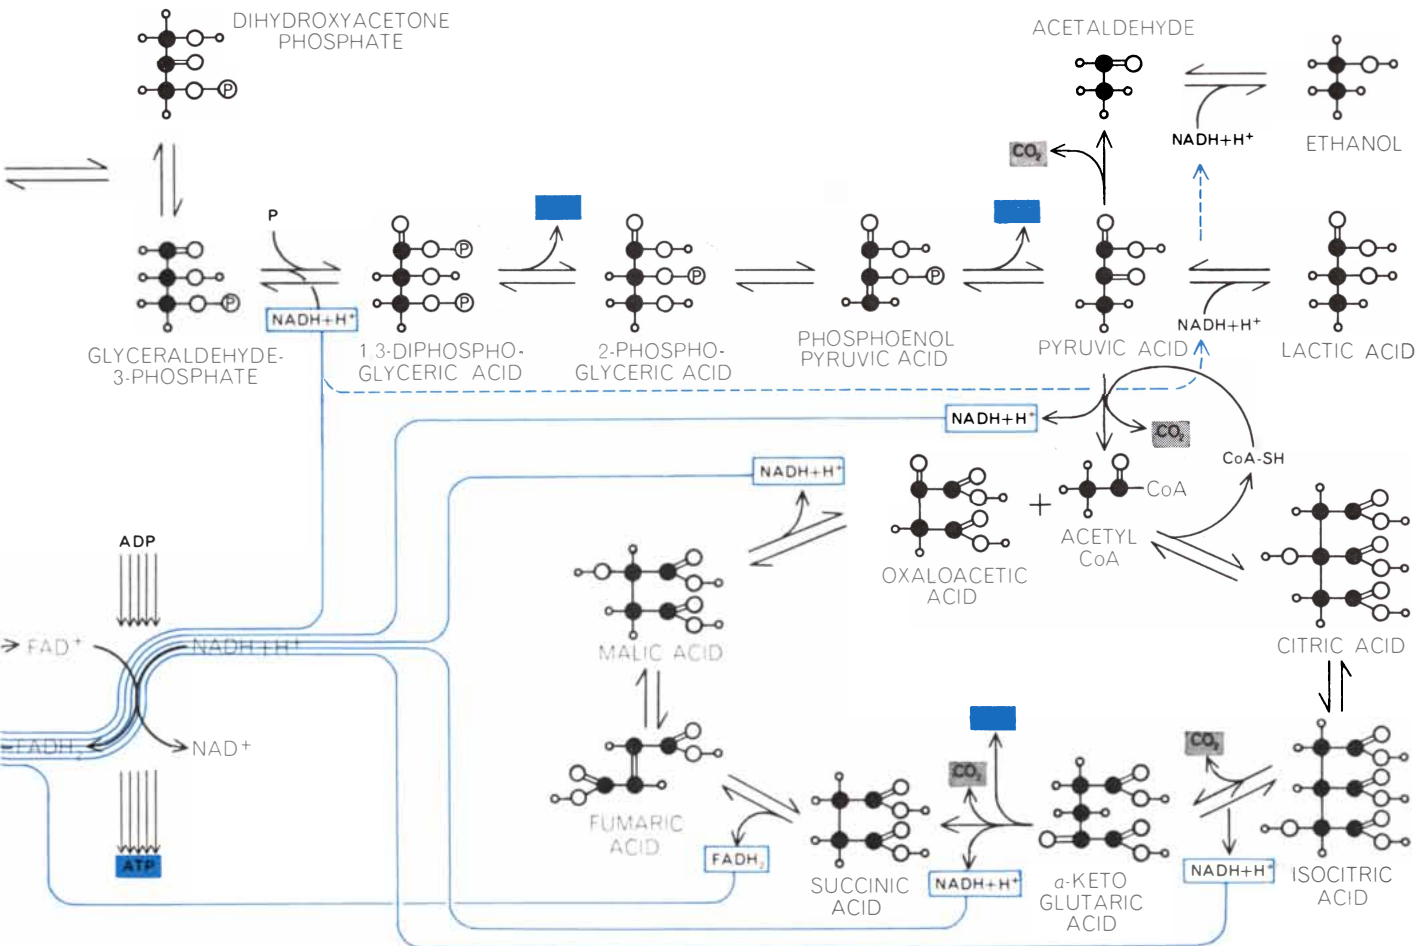 DIHYDROXYACETONE
PHOSPHATE
P
ACETALDEHYDE
CO₂
NADH+H⁺
ETHANOL
P
P
P
P
P
P
NADH+H⁺
GLYCERALDEHYDE-
3-PHOSPHATE
1,3-DIPHOSPHO-
GLYCERIC ACID
2-PHOSPHO-
GLYCERIC ACID
PHOSPHOENOL
PYRUVIC ACID
PYRUVIC ACID
NADH+H⁺
LACTIC ACID
NADH+H⁺
CO₂
NADH+H⁺
CoA-SH
CoA
+
OXALOACETIC
ACID
ACETYL
CoA
ADP
FAD⁺
NADH+H⁺
MALIC ACID
CITRIC ACID
FADH₂
NAD⁺
CO₂
CO₂
ATP
FUMARIC
ACID
FADH₂
SUCCINIC
ACID
NADH+H⁺
α-KETO
GLUTARIC
ACID
NADH+H⁺
ISOCITRIC
ACID